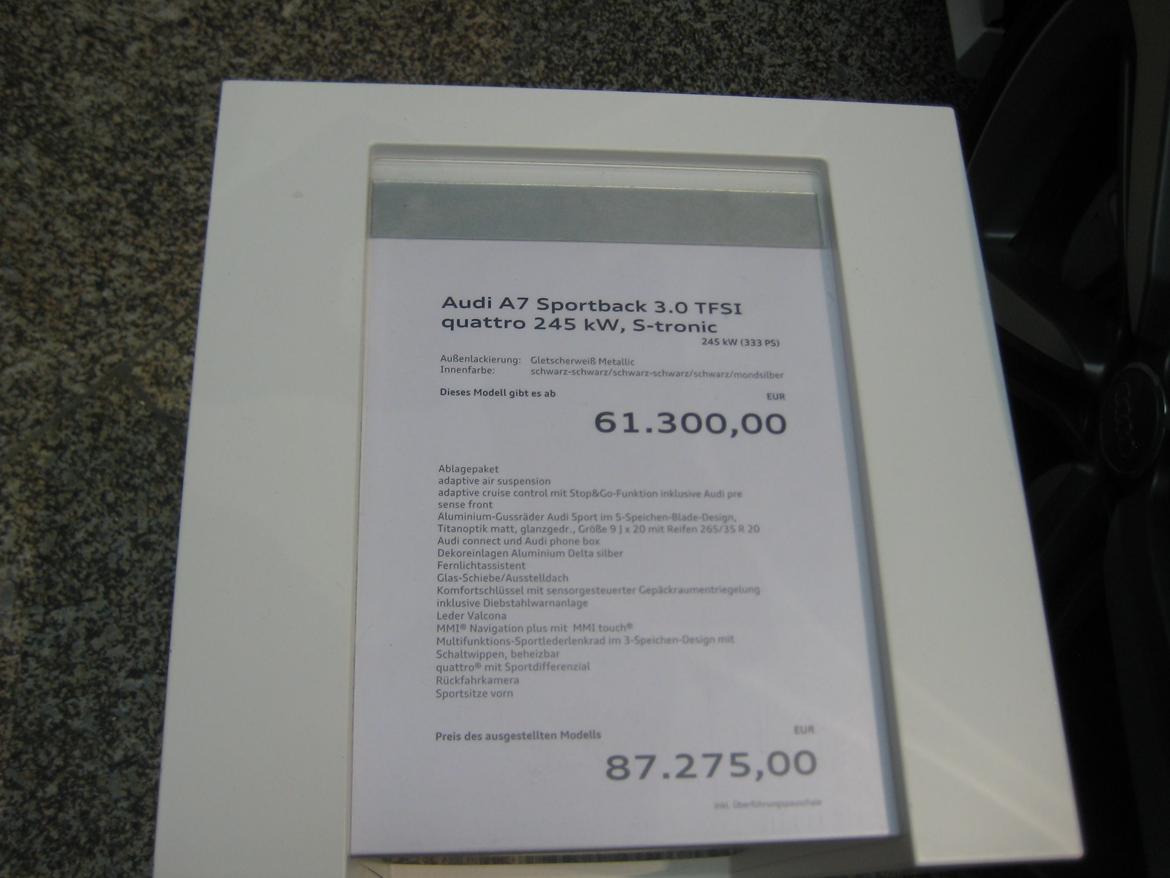 Audi A7 Sportback 3.0 TFSI
quattro 245 kW, S-tronic
245 kW (333 PS)
Außenlackierung: Gletscherweiß Metallic
Innenfarbe: schwarz-schwarz/schwarz-schwarz/schwarz/mondsilber
Dieses Modell gibt es ab EUR
61.300,00
Ablagepaket
adaptive air suspension
adaptive cruise control mit Stop&Go-Funktion inklusive Audi pre
sense front
Aluminium-Gussräder Audi Sport im 5-Speichen-Blade-Design,
Titanoptik matt, glanzgedr., Größe 9 J x 20 mit Reifen 265/35 R 20
Audi connect und Audi phone box
Dekoreinlagen Aluminium Delta silber
Fernlichtassistent
Glas-Schiebe/Ausstelldach
Komfortschlüssel mit sensorgesteuerter Gepäckraumentriegelung
inklusive Diebstahlwarnanlage
Leder Valcona
MMI® Navigation plus mit MMI touch®
Multifunktions-Sportlederlenkrad im 3-Speichen-Design mit
Schaltwippen, beheizbar
quattro® mit Sportdifferenzial
Rückfahrkamera
Sportsitze vorn
Preis des ausgestellten Modells EUR
87.275,00
inkl. Überführungspauschale